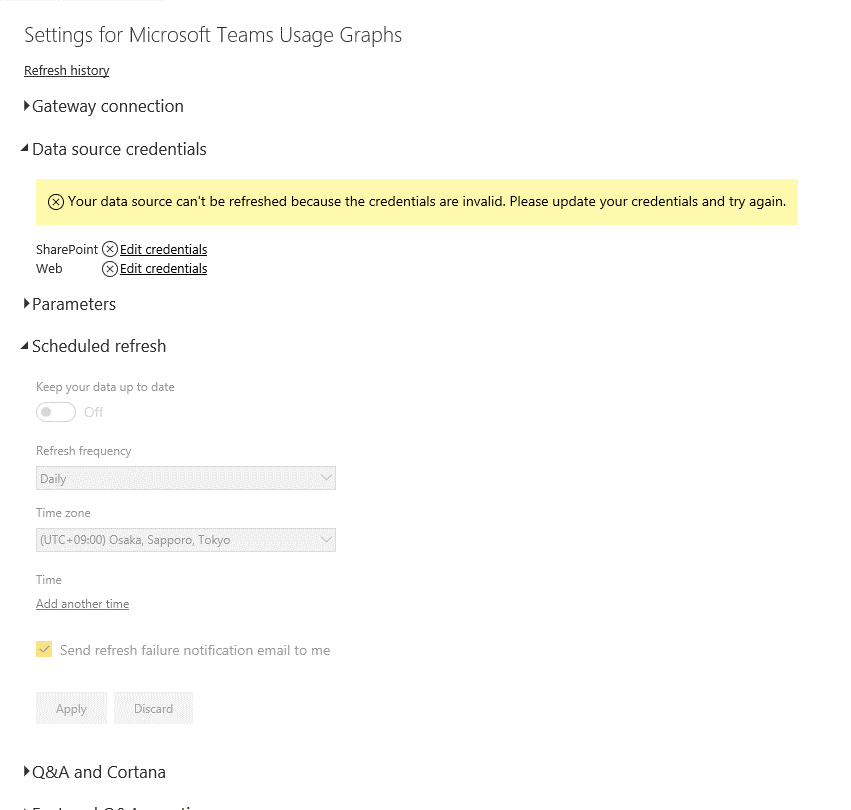 Settings for Microsoft Teams Usage Graphs
Refresh history
Gateway connection
Data source credentials
Your data source can't be refreshed because the credentials are invalid. Please update your credentials and try again.
SharePoint Edit credentials
Web Edit credentials
Parameters
Scheduled refresh
Keep your data up to date
Off
Refresh frequency
Daily
Time zone
(UTC+09:00) Osaka, Sapporo, Tokyo
Time
Add another time
Send refresh failure notification email to me
Apply Discard
Q&A and Cortana